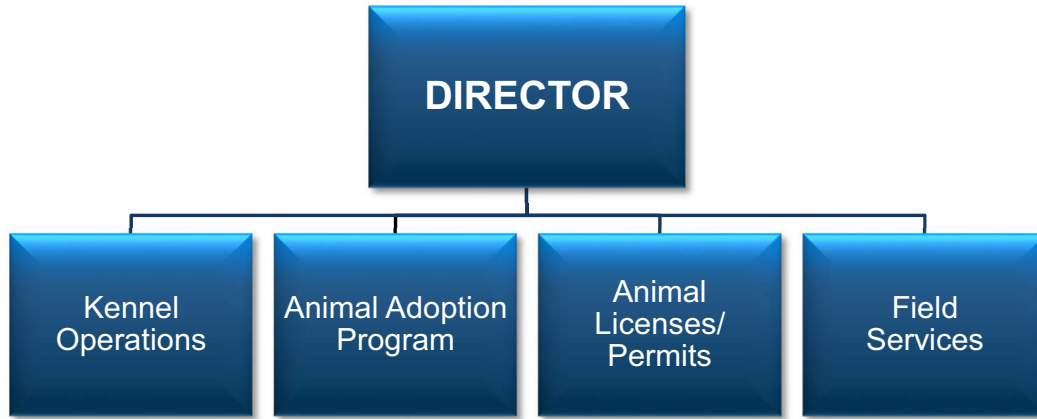 DIRECTOR
Kennel
Operations
Animal Adoption
Program
Animal
Licenses/
Permits
Field
Services